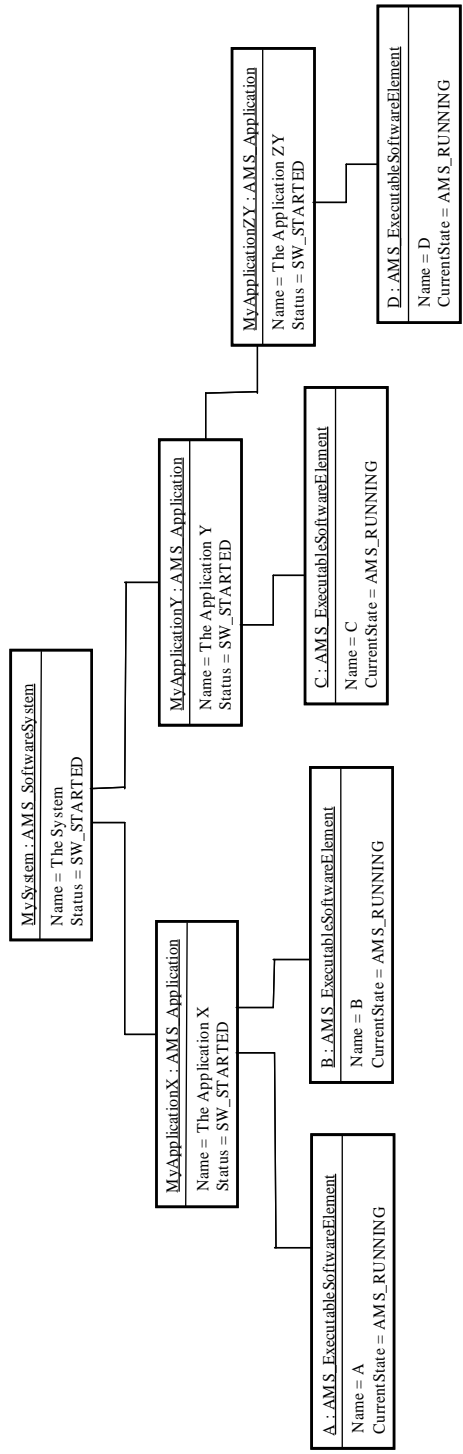 MySystem : AMS_SoftwareSystem
Name = The System
Status = SW_STARTED
MyApplicationX : AMS_Application
Name = The Application X
Status = SW_STARTED
MyApplicationY : AMS_Application
Name = The Application Y
Status = SW_STARTED
MyApplicationZY : AMS_Application
Name = The Application ZY
Status = SW_STARTED
A : AMS_ExecutableSoftwareElement
Name = A
CurrentState = AMS_RUNNING
B : AMS_ExecutableSoftwareElement
Name = B
CurrentState = AMS_RUNNING
C : AMS_ExecutableSoftwareElement
Name = C
CurrentState = AMS_RUNNING
D : AMS_ExecutableSoftwareElement
Name = D
CurrentState = AMS_RUNNING